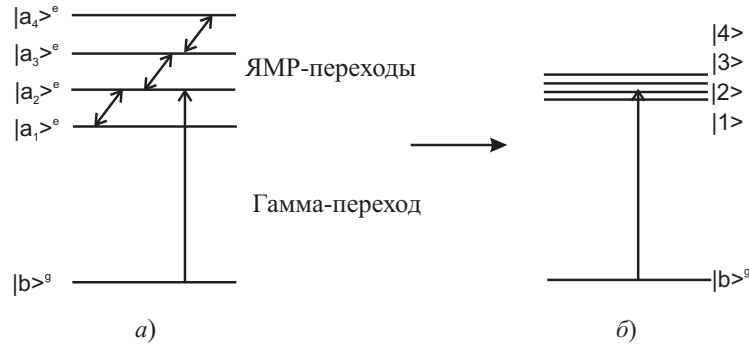 |a₄>ᵉ
|a₃>ᵉ
|a₂>ᵉ
|a₁>ᵉ
ЯМР-переходы
Гамма-переход
|b>ᵍ
а)
|4>
|3>
|2>
|1>
|b>ᵍ
б)